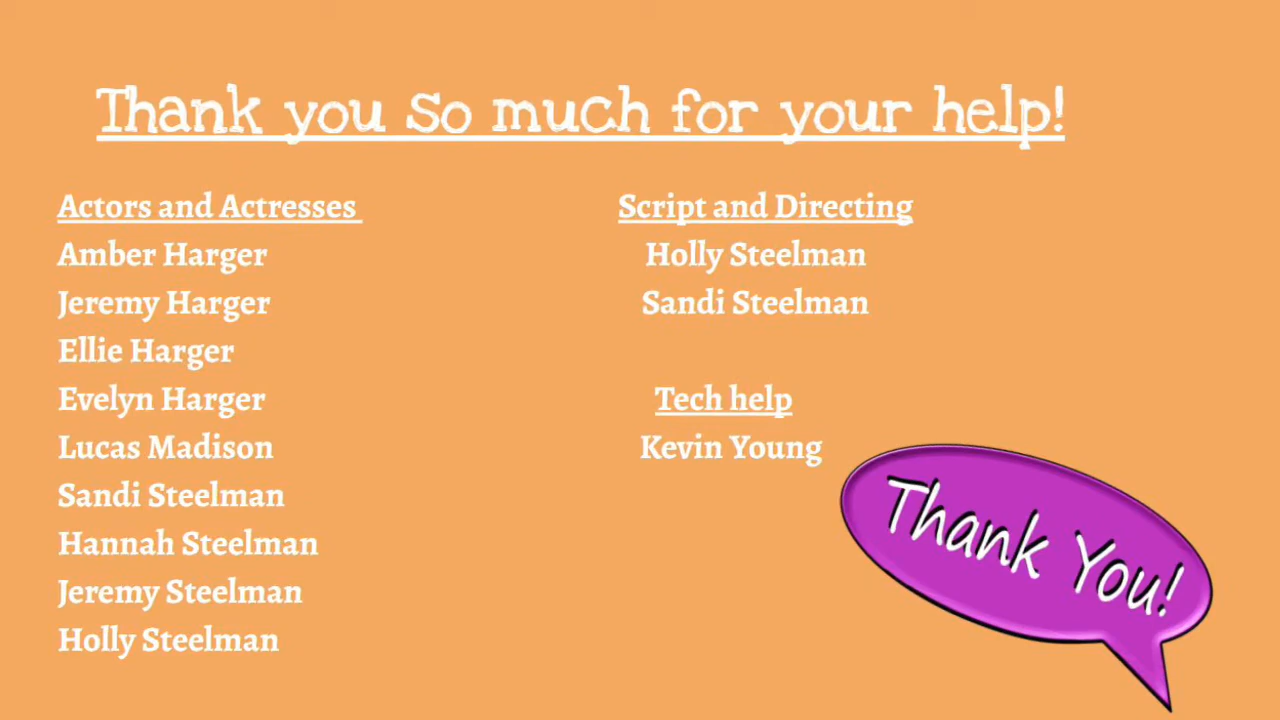 Thank you so much for your help!
Actors and Actresses
Amber Harger
Jeremy Harger
Ellie Harger
Evelyn Harger
Lucas Madison
Sandi Steelman
Hannah Steelman
Jeremy Steelman
Holly Steelman
Script and Directing
Holly Steelman
Sandi Steelman
Tech help
Kevin Young
Thank You!